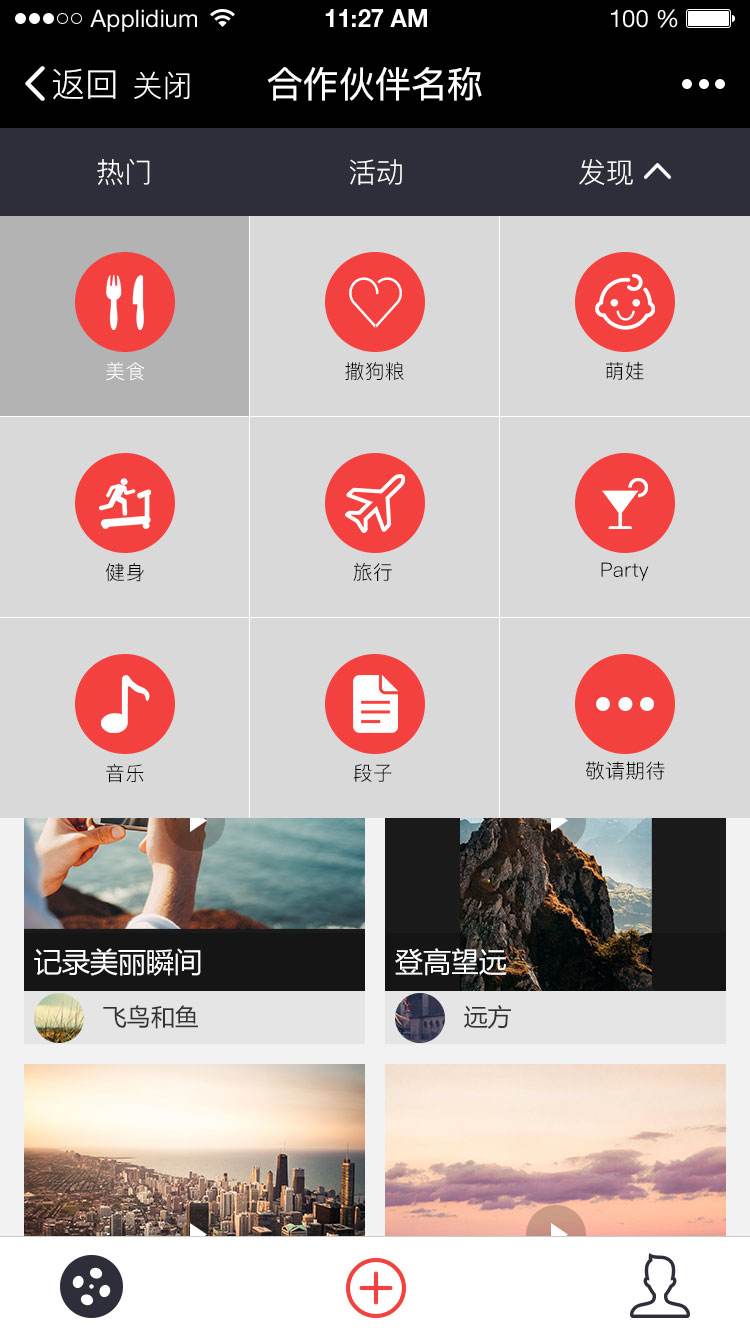 Applidium 11:27 AM 100 %
返回 关闭 合作伙伴名称
热门 活动 发现
美食 撒狗粮 萌娃
健身 旅行 Party
音乐 段子 敬请期待
记录美丽瞬间 登高望远
飞鸟和鱼 远方